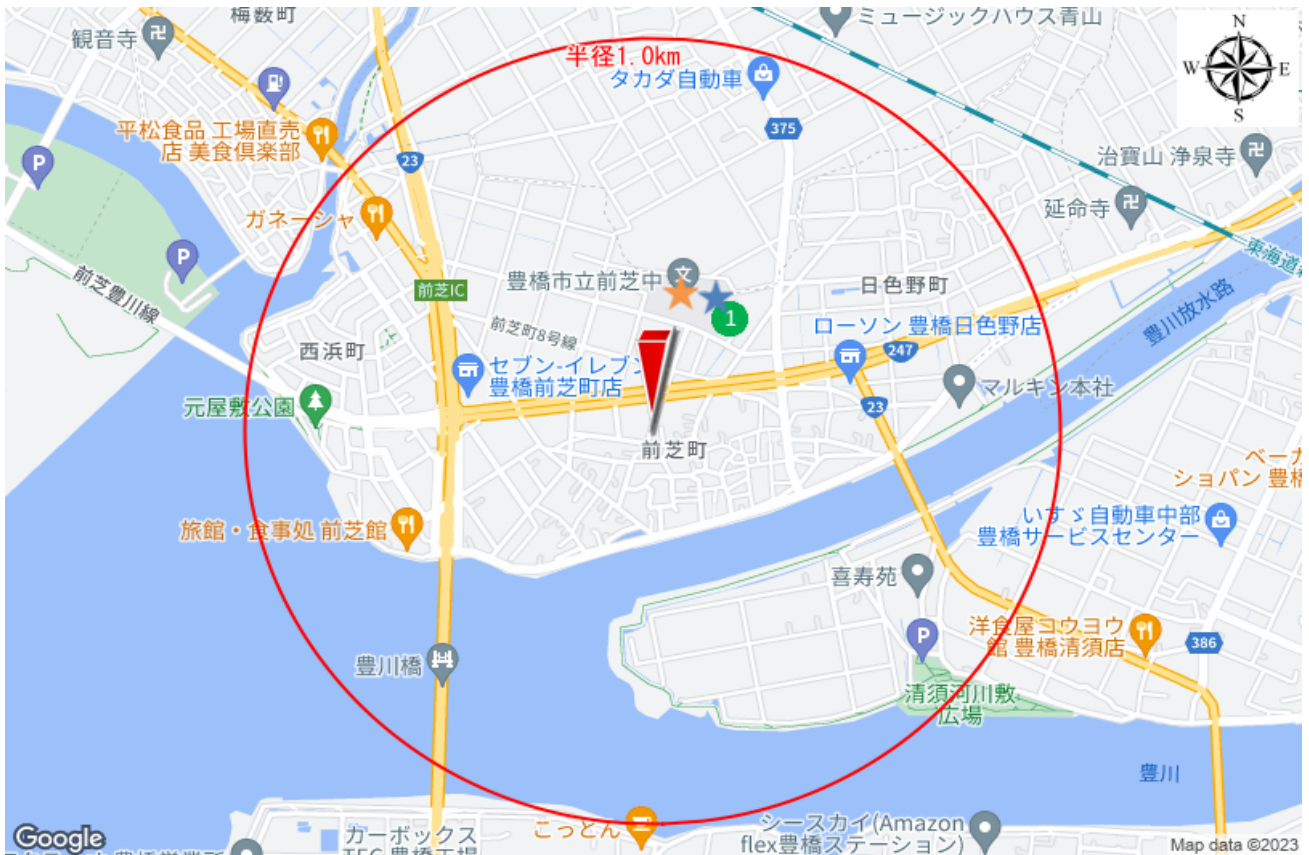 梅薮町
ミュージックハウス青山
N
W
E
S
観音寺
半径1.0km
タカダ自動車
375
平松食品 工場直売
店 美食倶楽部
23
治寶山 浄泉寺
延命寺
ガネーシャ
前芝IC
前芝豊川線
豊橋市立前芝中
文
日色野町
東海道新
豊川放水路
1
前芝町8号線
西浜町
ローソン 豊橋日色野店
247
セブン-イレブン
豊橋前芝町店
マルキン本社
元屋敷公園
23
前芝町
ベーカ
ショパン 豊橋
旅館・食事処 前芝館
いすゞ自動車中部
豊橋サービスセンター
喜寿苑
P
P
P
洋食屋コウヨウ
館 豊橋清須店
386
豊川橋
清須河川敷
広場
豊川
こっとん
シースカイ(Amazon
flex豊橋ステーション)
カーボックス
Google
Map data ©2023